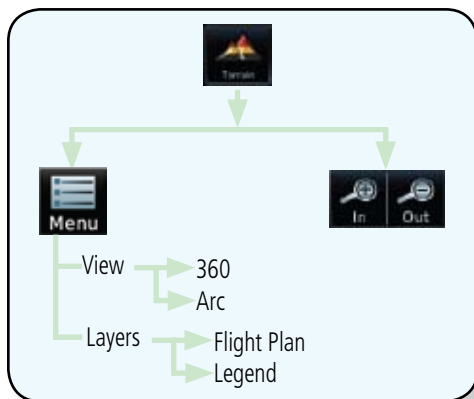 Terrain
Menu
In
Out
View
360
Arc
Layers
Flight Plan
Legend